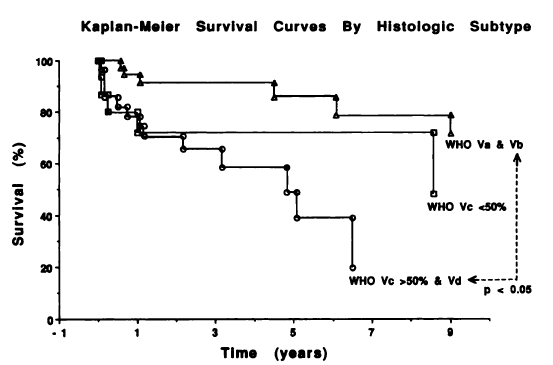 Kaplan-Meier Survival Curves By Histologic Subtype
100
80
60
40
20
0
Survival (%)
-1
1
3
5
7
9
Time (years)
WHO Va & Vb
WHO Vc <50%
WHO Vc >50% & Vd
p < 0.05